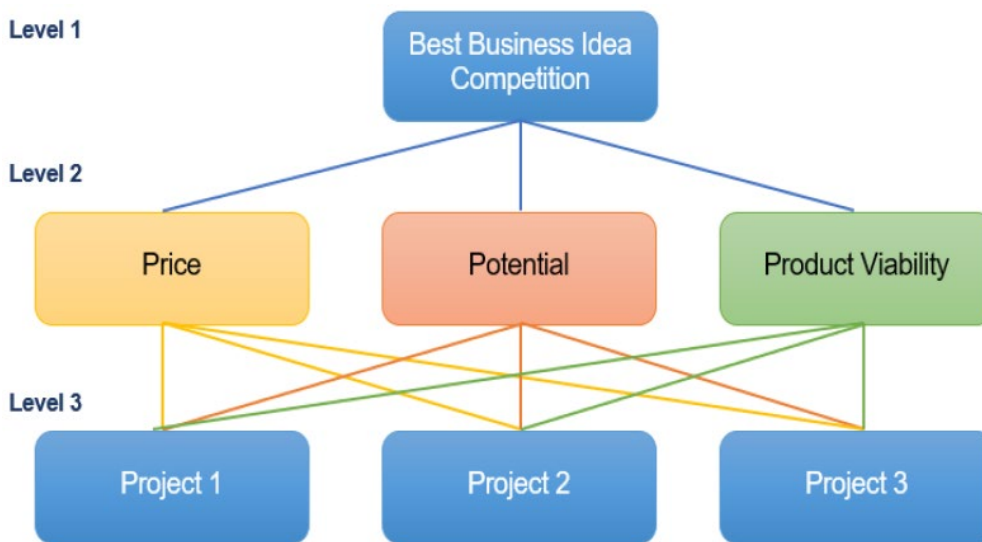 Level 1
Best Business Idea
Competition
Level 2
Price
Potential
Product Viability
Level 3
Project 1
Project 2
Project 3